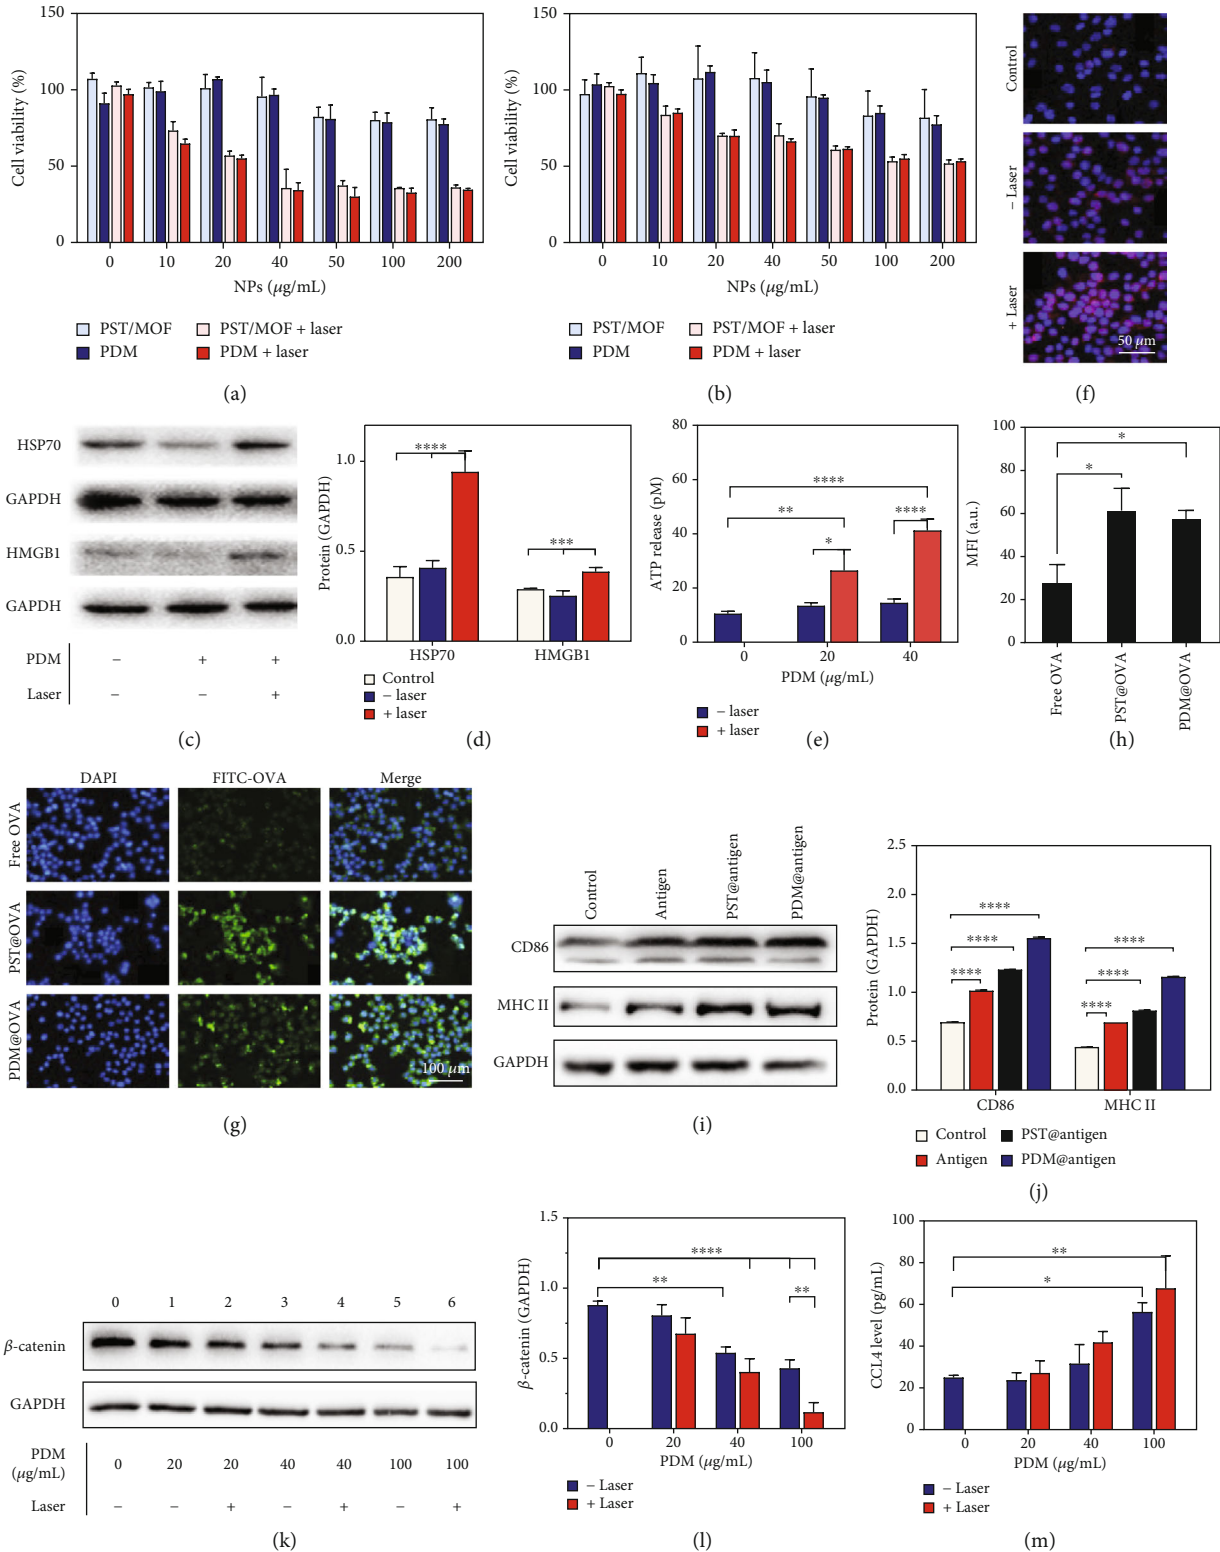 150
100
50
0
Cell viability (%)
0 10 20 40 50 100 200
NPs (μg/mL)
PST/MOF PST/MOF + laser
PDM PDM + laser
(a)
150
100
50
0
Cell viability (%)
0 10 20 40 50 100 200
NPs (μg/mL)
PST/MOF PST/MOF + laser
PDM PDM + laser
(b)
Control
− Laser
+ Laser
50 μm
(f)
HSP70
GAPDH
HMGB1
GAPDH
PDM − + +
Laser − − +
(c)
1.0
0.5
0.0
Protein (GAPDH)
****
***
HSP70 HMGB1
Control
− laser
+ laser
(d)
80
60
40
20
0
ATP release (pM)
****
** ****
*
0 20 40
PDM (μg/mL)
− laser
+ laser
(e)
100
80
60
40
20
0
MFI (a.u.)
*
*
Free OVA
PST@OVA
PDM@OVA
(h)
DAPI FITC-OVA Merge
Free OVA
PST@OVA
PDM@OVA
100 μm
(g)
Control
Antigen
PST@antigen
PDM@antigen
CD86
MHC II
GAPDH
(i)
2.5
2.0
1.5
1.0
0.5
0.0
Protein (GAPDH)
****
****
****
****
****
****
CD86 MHC II
Control PST@antigen
Antigen PDM@antigen
(j)
0 1 2 3 4 5 6
β-catenin
GAPDH
PDM
(μg/mL) 0 20 20 40 40 100 100
Laser − − + − + − +
(k)
1.5
1.0
0.5
0.0
β-catenin (GAPDH)
****
**
**
0 20 40 100
PDM (μg/mL)
− Laser
+ Laser
(l)
100
80
60
40
20
0
CCL4 level (pg/mL)
**
*
0 20 40 100
PDM (μg/mL)
− Laser
+ Laser
(m)